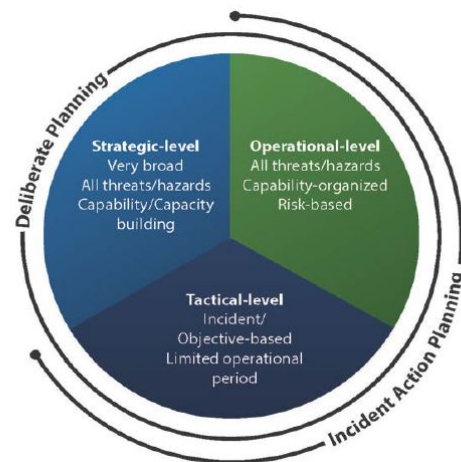 Deliberate Planning
Strategic-level
Very broad
All threats/hazards
Capability/Capacity
building
Operational-level
All threats/hazards
Capability-organized
Risk-based
Tactical-level
Incident/
Objective-based
Limited operational
period
Incident Action Planning